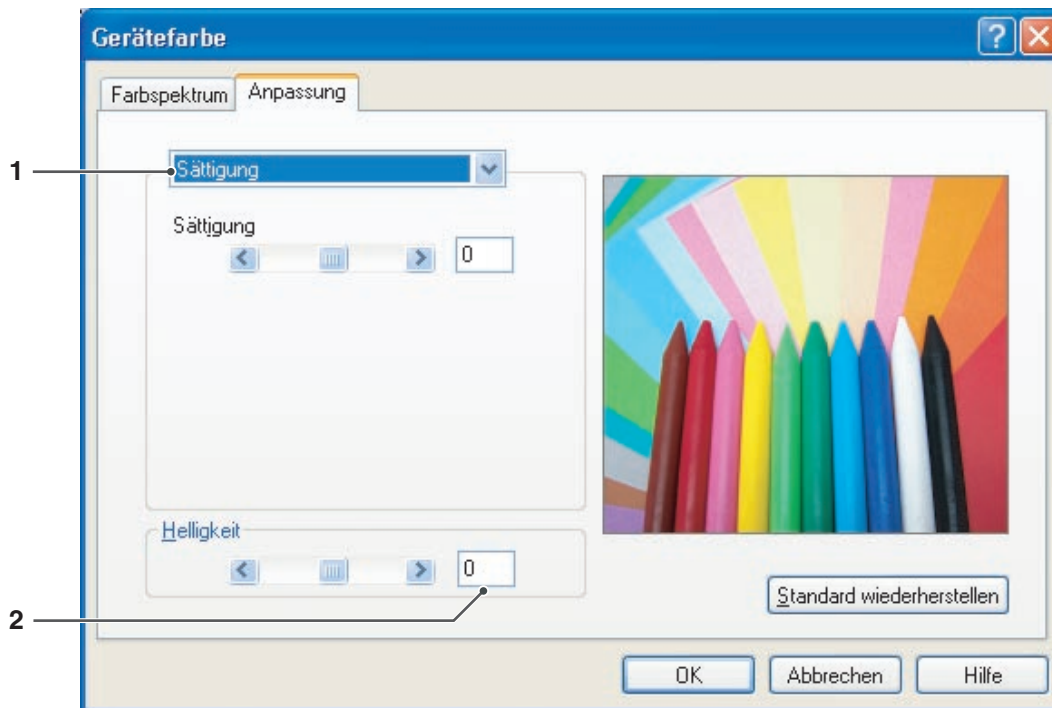 Gerätefarbe
Farbspektrum Anpassung
1
Sättigung
Sättigung
0
Helligkeit
0
2
Standard wiederherstellen
OK Abbrechen Hilfe